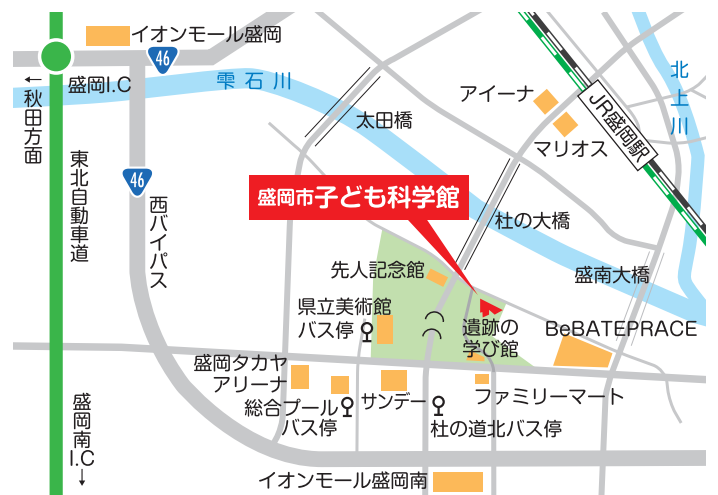 イオンモール盛岡
46
盛岡I.C
←秋田方面
雫石川
北上川
アイーナ
太田橋
JR盛岡駅
マリオス
東北自動車道
46
西バイパス
盛岡市子ども科学館
杜の大橋
先人記念館
盛南大橋
県立美術館
バス停
遺跡の
学び館
BeBATEPRACE
盛岡タカヤ
アリーナ
総合プール
バス停
サンデー
ファミリーマート
杜の道北バス停
盛岡南I.C→
イオンモール盛岡南